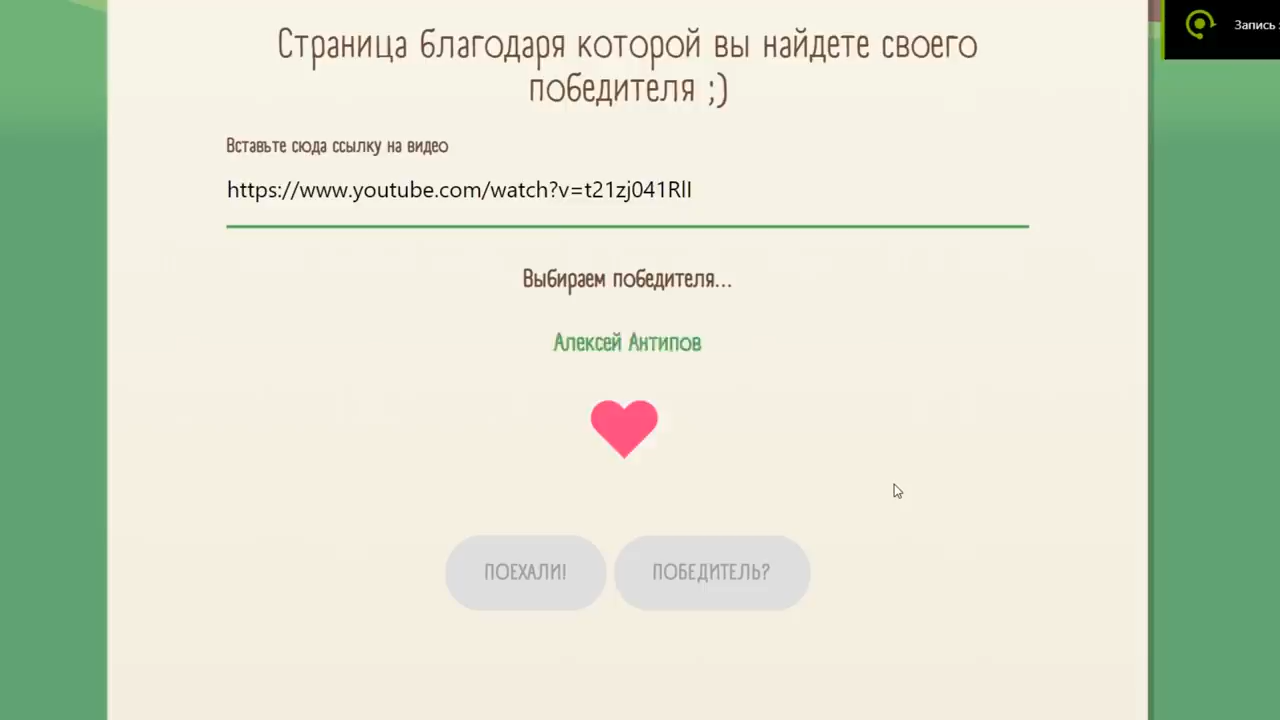 Запись
Страница благодаря которой вы найдете своего
победителя ;)
Вставьте сюда ссылку на видео
https://www.youtube.com/watch?v=t21zj041RlI
Выбираем победителя...
Алексей Антипов
ПОЕХАЛИ! ПОБЕДИТЕЛЬ?